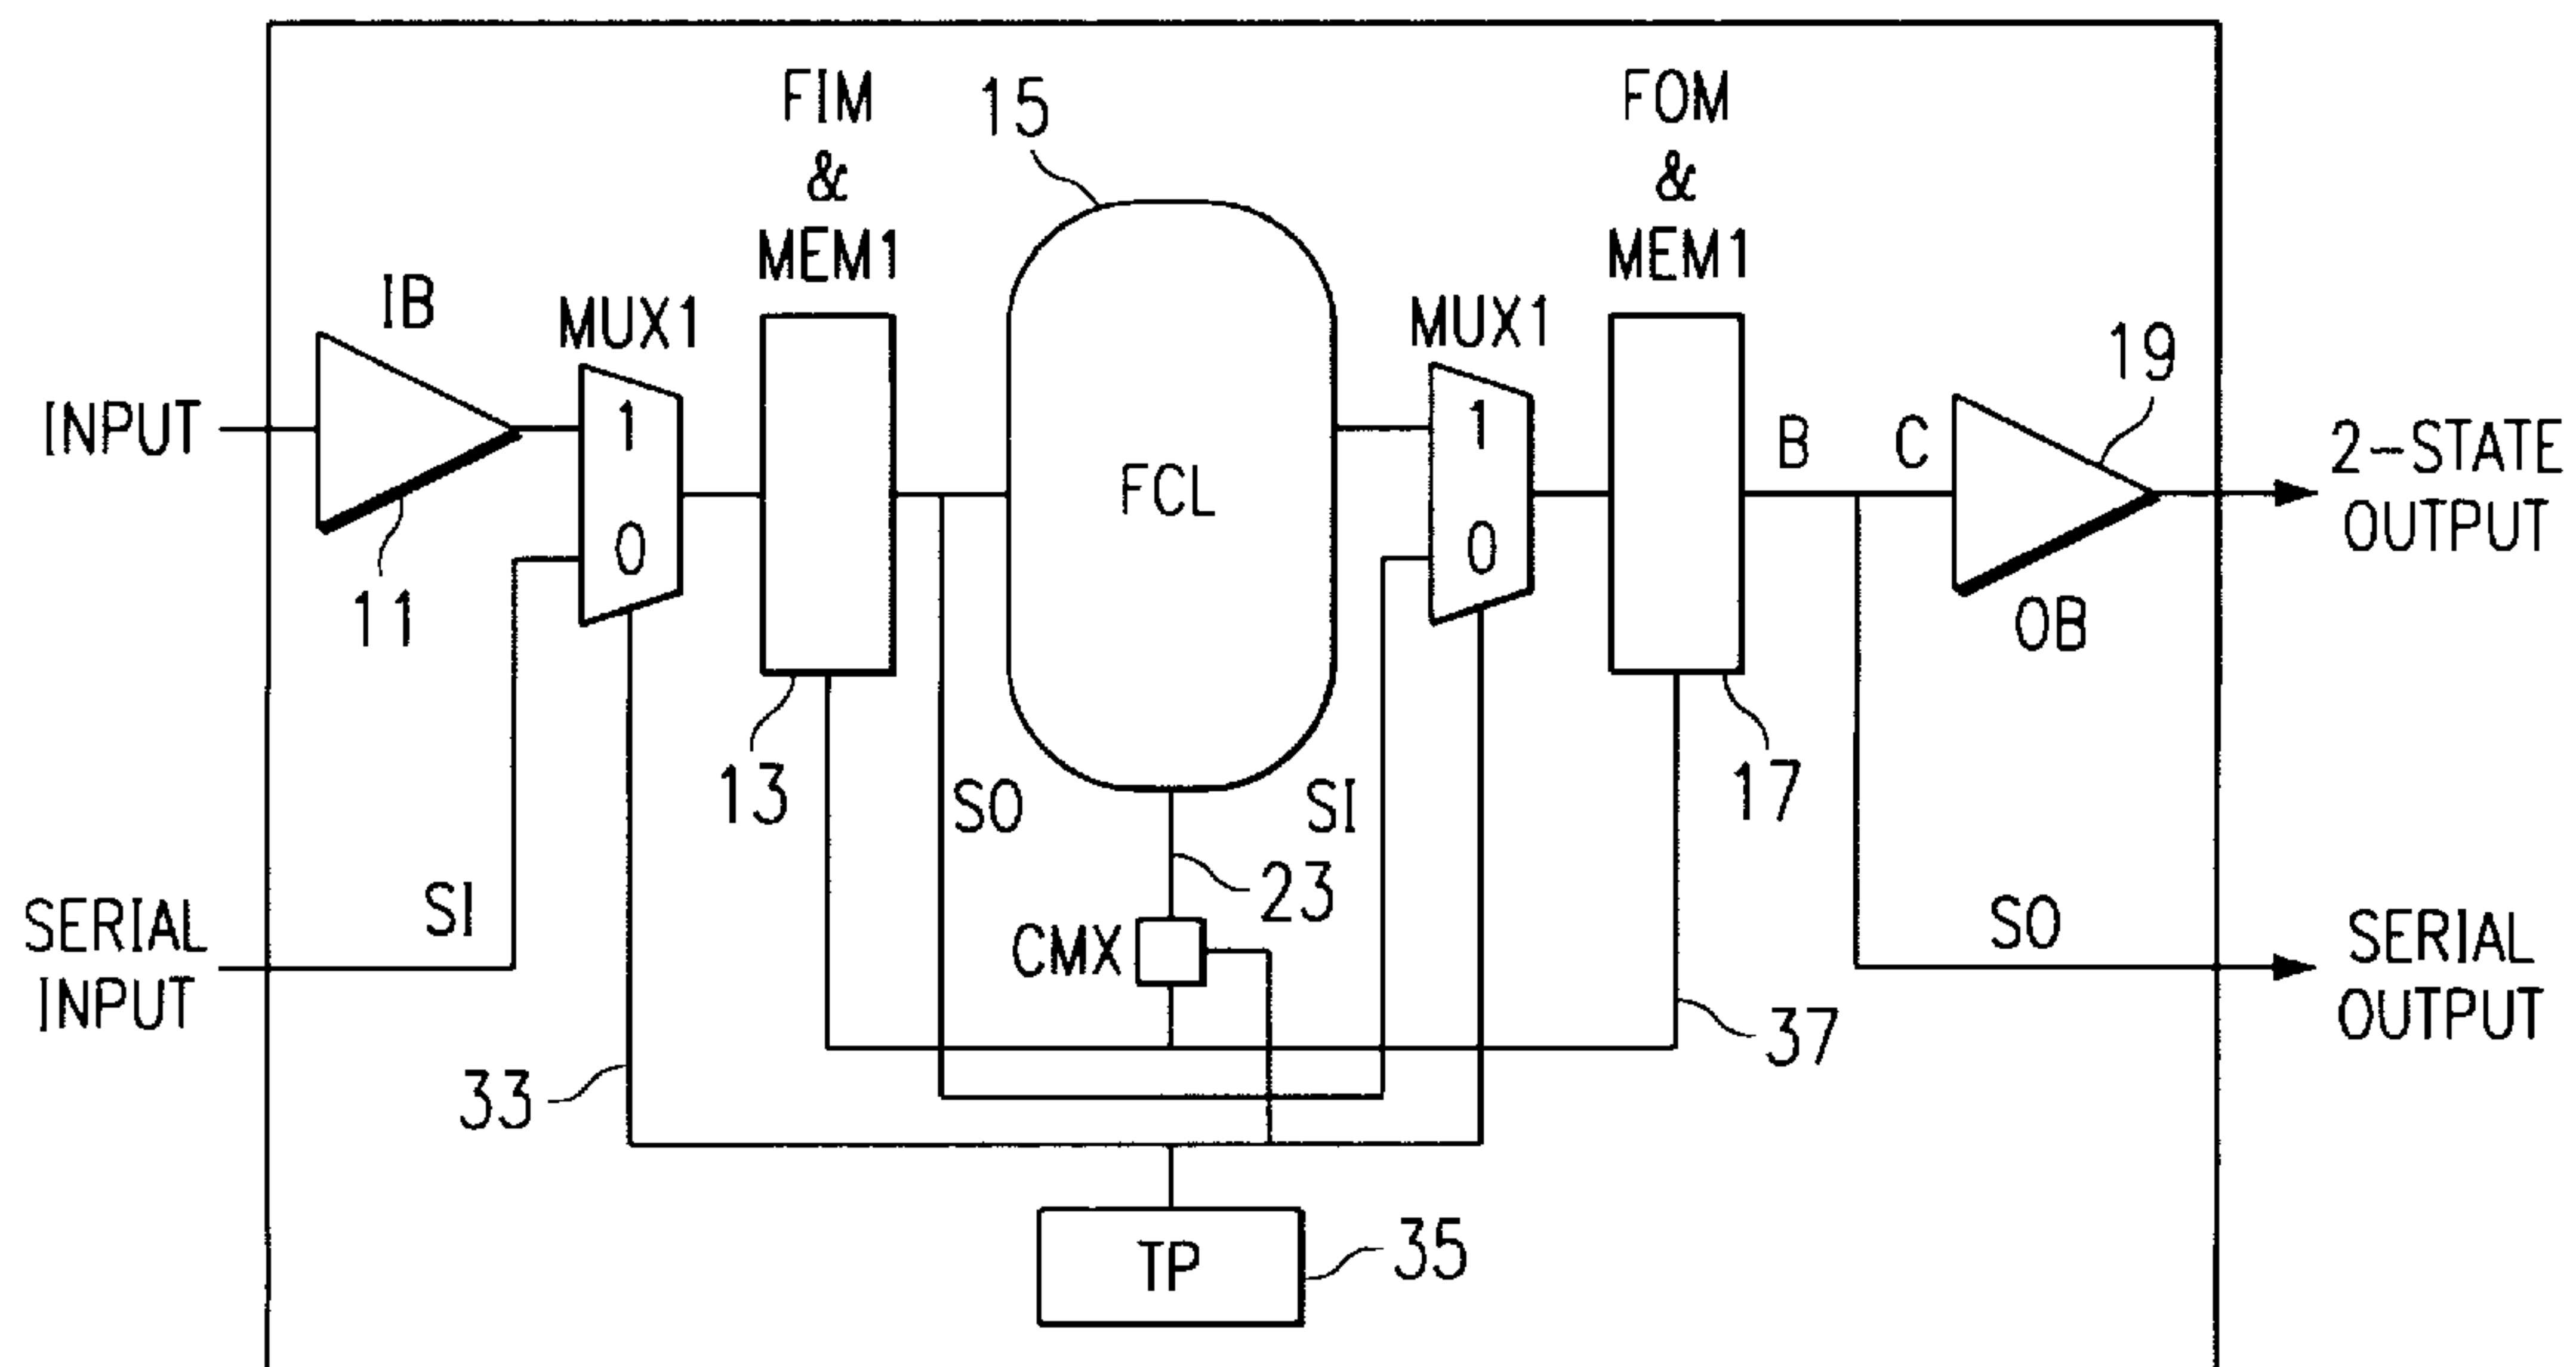 FIM
&
MEM1
15
FOM
&
MEM1
IB
MUX1
MUX1
19
INPUT
1
0
FCL
1
0
B
C
2-STATE
OUTPUT
11
OB
13
SO
SI
17
23
SI
CMX
SO
SERIAL
INPUT
SERIAL
OUTPUT
33
37
TP
35